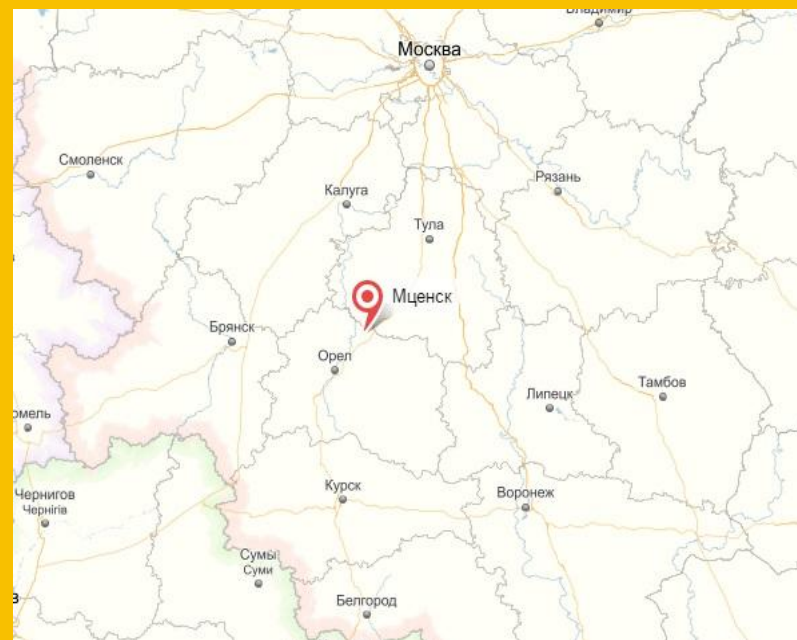 Владимир
Москва
Смоленск
Рязань
Калуга
Тула
Мценск
Брянск
Орел
Липецк
Тамбов
омель
Чернигов
Чернігів
Курск
Воронеж
Сумы
Суми
Белгород
в